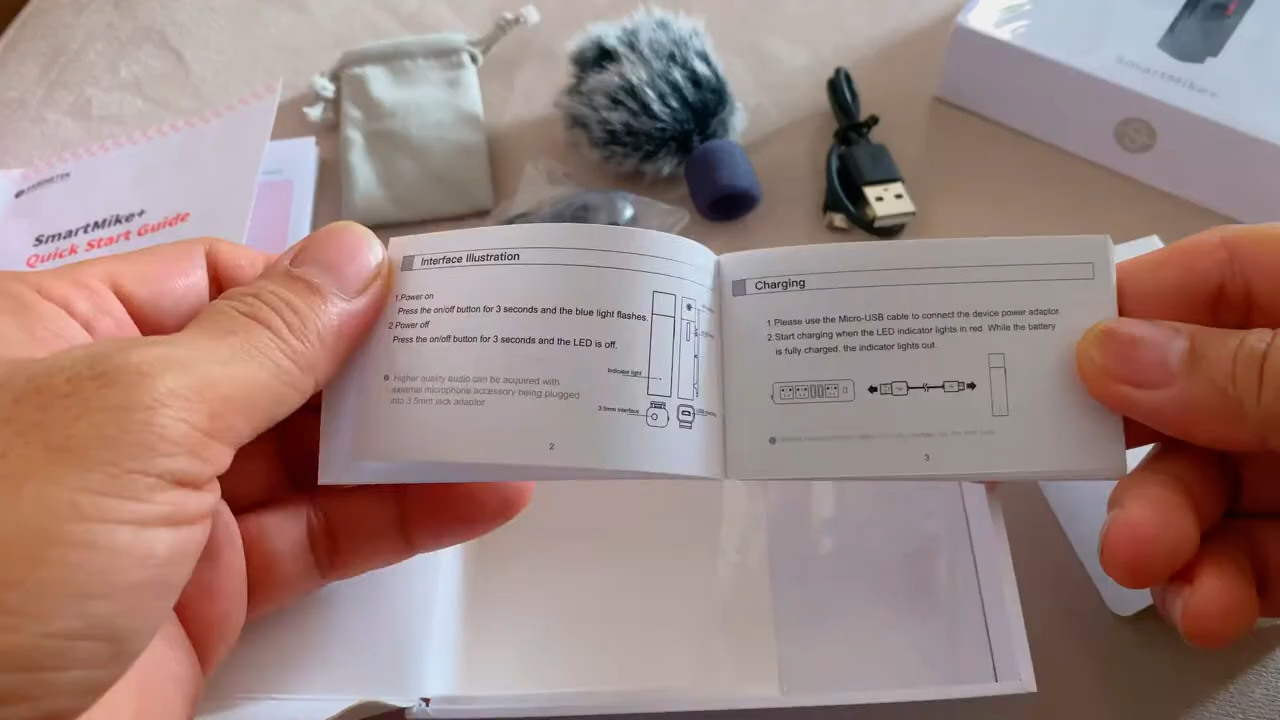 SABINETEK
SmartMike+
Quick Start Guide
SmartMike+
Interface Illustration
1.Power on
Press the on/off button for 3 seconds and the blue light flashes.
2.Power off
Press the on/off button for 3 seconds and the LED is off.
Higher quality audio can be acquired with
external microphone accessory being plugged
into 3.5mm jack adaptor
Indicator light
3.5mm interface
2
Charging
1.Please use the Micro-USB cable to connect the device power adaptor.
2.Start charging when the LED indicator lights in red. While the battery
is fully charged, the indicator lights out.
3